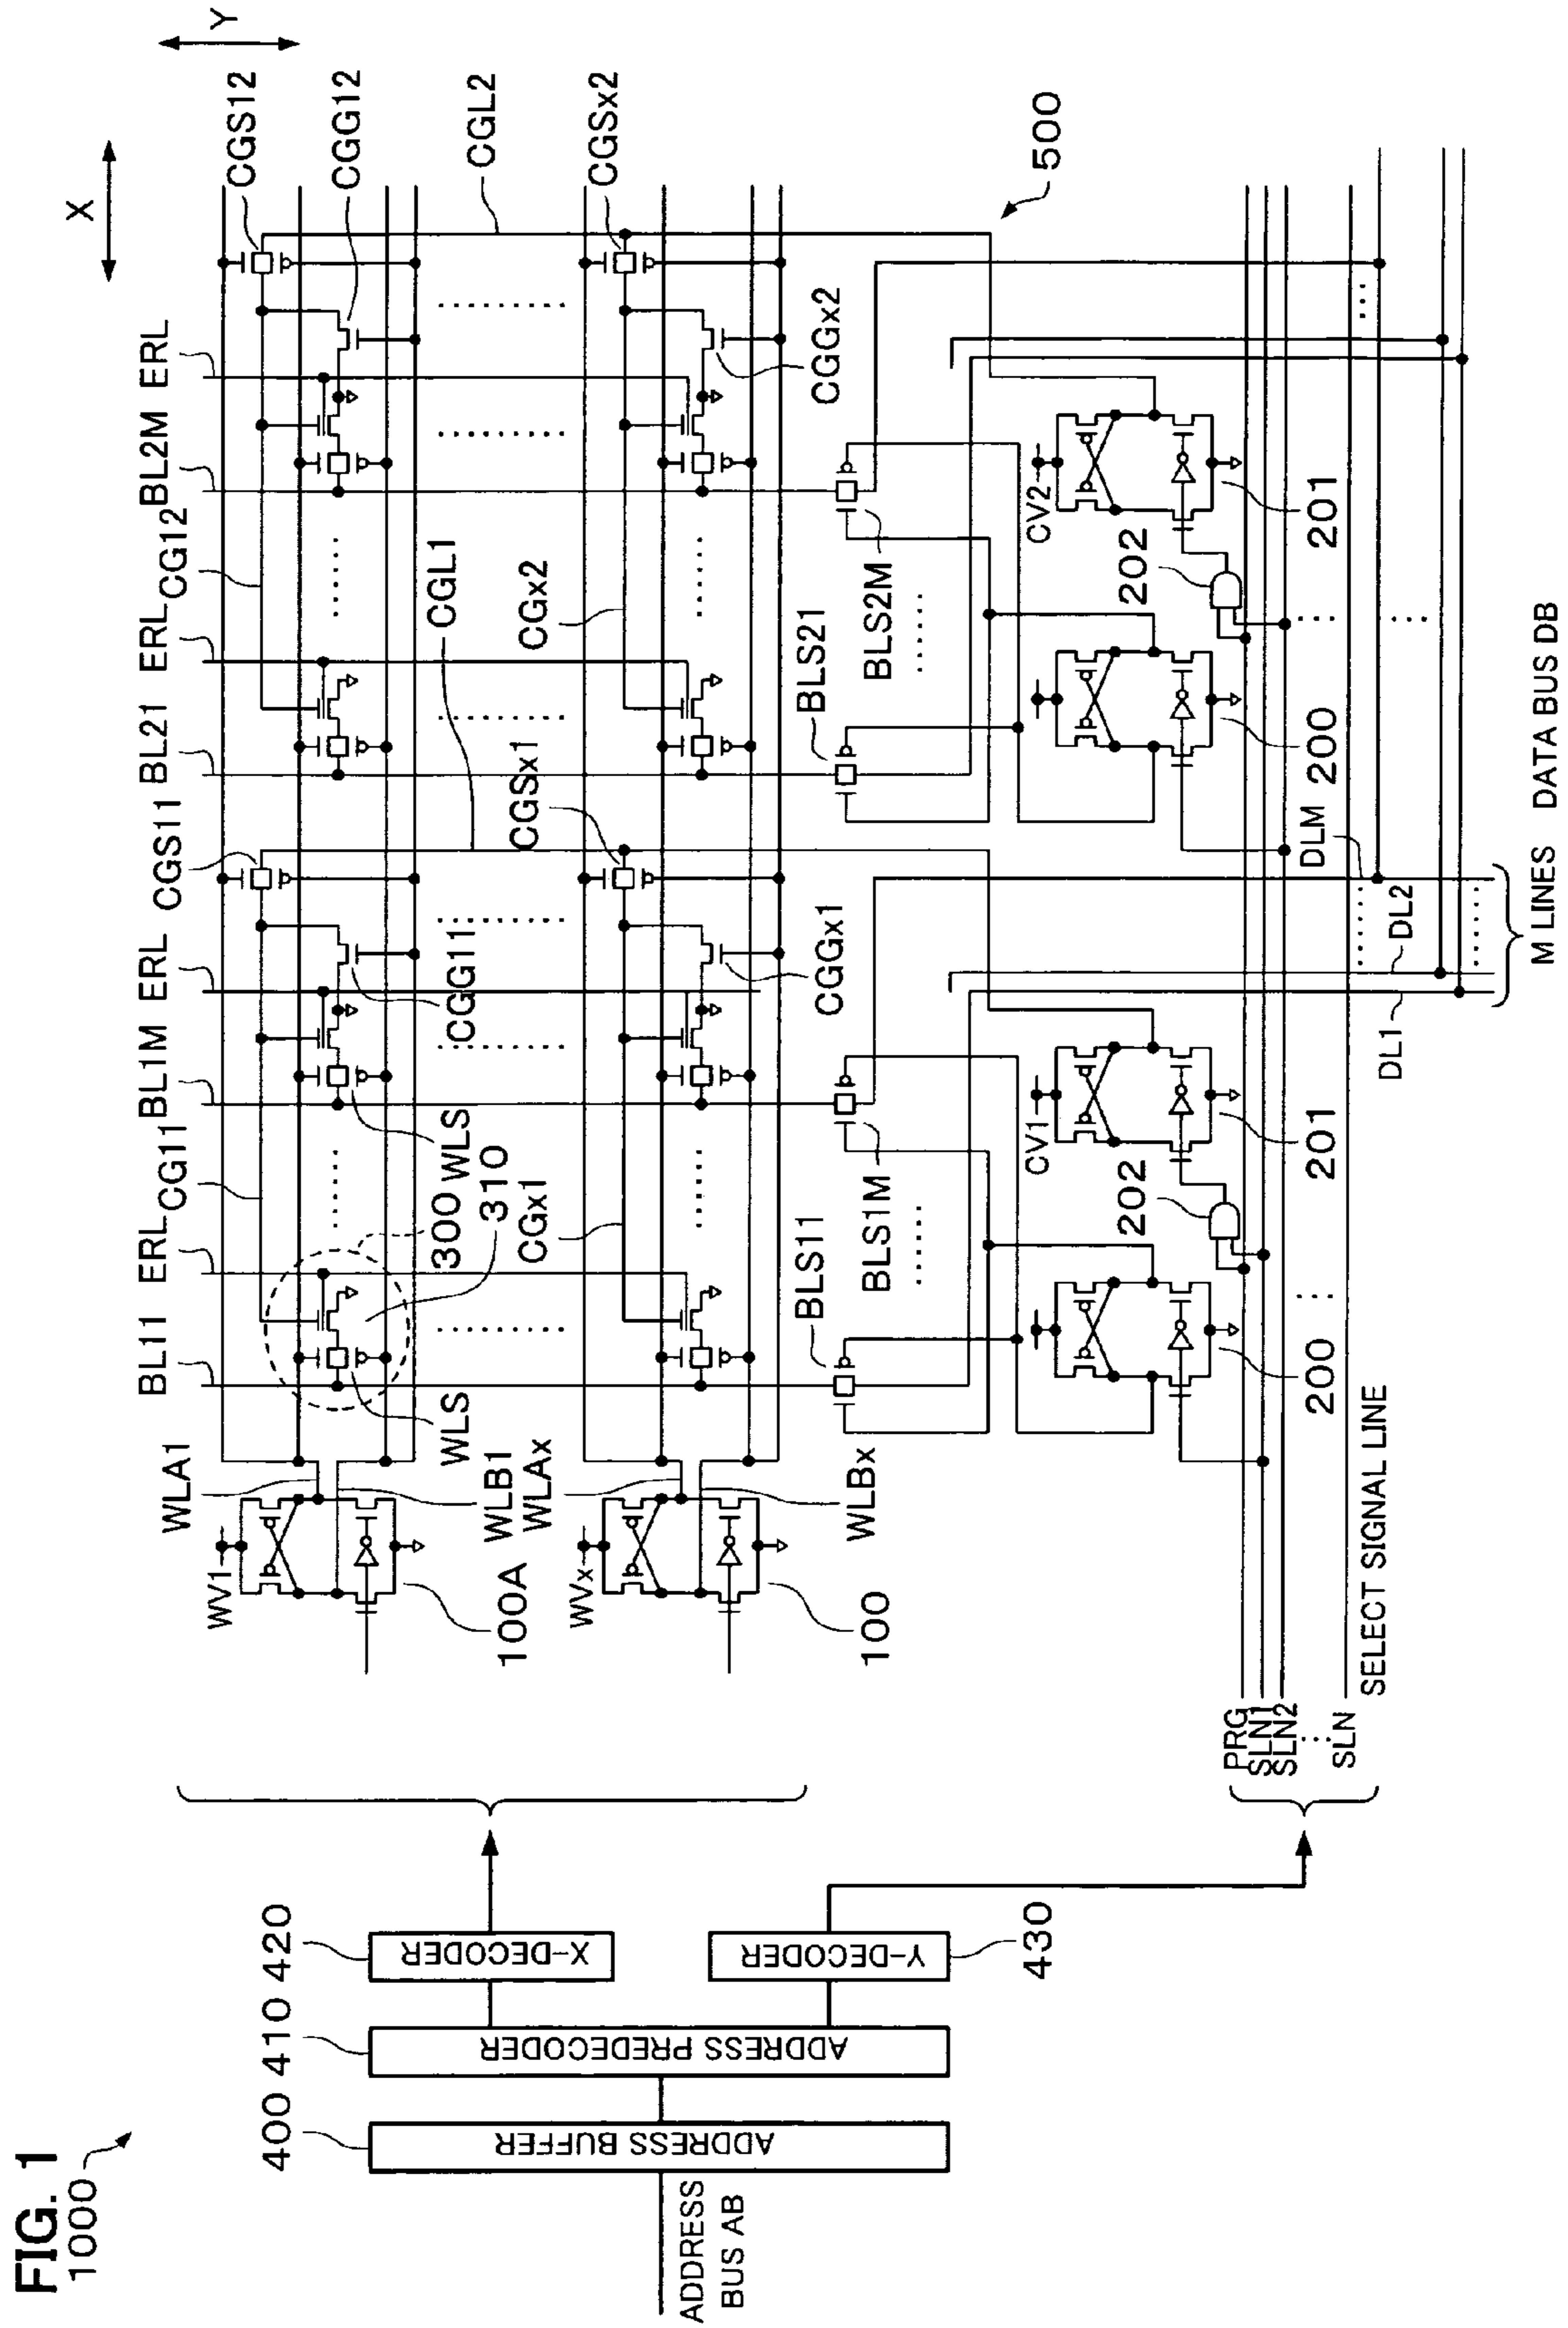 FIG. 1
1000
ADDRESS
BUS AB
400
ADDRESS BUFFER
410
ADDRESS PREDECODER
420
X-DECODER
Y-DECODER
430
X
Y
WV1
WLA1
WLB1
100A
WVx
WLAx
WLBx
100
BL11
ERL
CG11
BL1M
ERL
CGS11
BL21
ERL
CG12
BL2M
ERL
CGS12
CGG12
WLS
300
310
WLS
CGG11
CGL1
CGL2
CGx1
CGSx1
CGx2
CGSx2
CGGx1
CGGx2
500
BLS11
BLS1M
BLS21
BLS2M
CV1
CV2
200
202
201
200
202
201
PRG
SLN1
SLN2
SLN
SELECT SIGNAL LINE
DL1
DL2
DLM
M LINES
DATA BUS DB